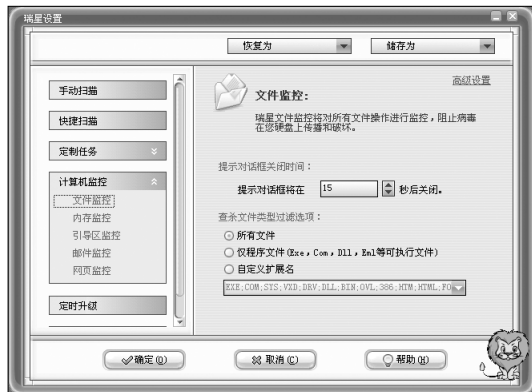 瑞星设置
恢复为
储存为
手动扫描
快捷扫描
定制任务
计算机监控
文件监控
内存监控
引导区监控
邮件监控
网页监控
定时升级
高级设置
文件监控:
瑞星文件监控将对所有文件操作进行监控，阻止病毒
在您硬盘上传播和破坏。
提示对话框关闭时间：
提示对话框将在 15 秒后关闭。
查杀文件类型过滤选项：
所有文件
仅程序文件(Exe，Com，Dll，Eml等可执行文件)
自定义扩展名
EXE;COM;SYS;VXD;DRV;DLL;BIN;OVL;386;HTM;HTML;FO
确定(O)
取消(C)
帮助(H)